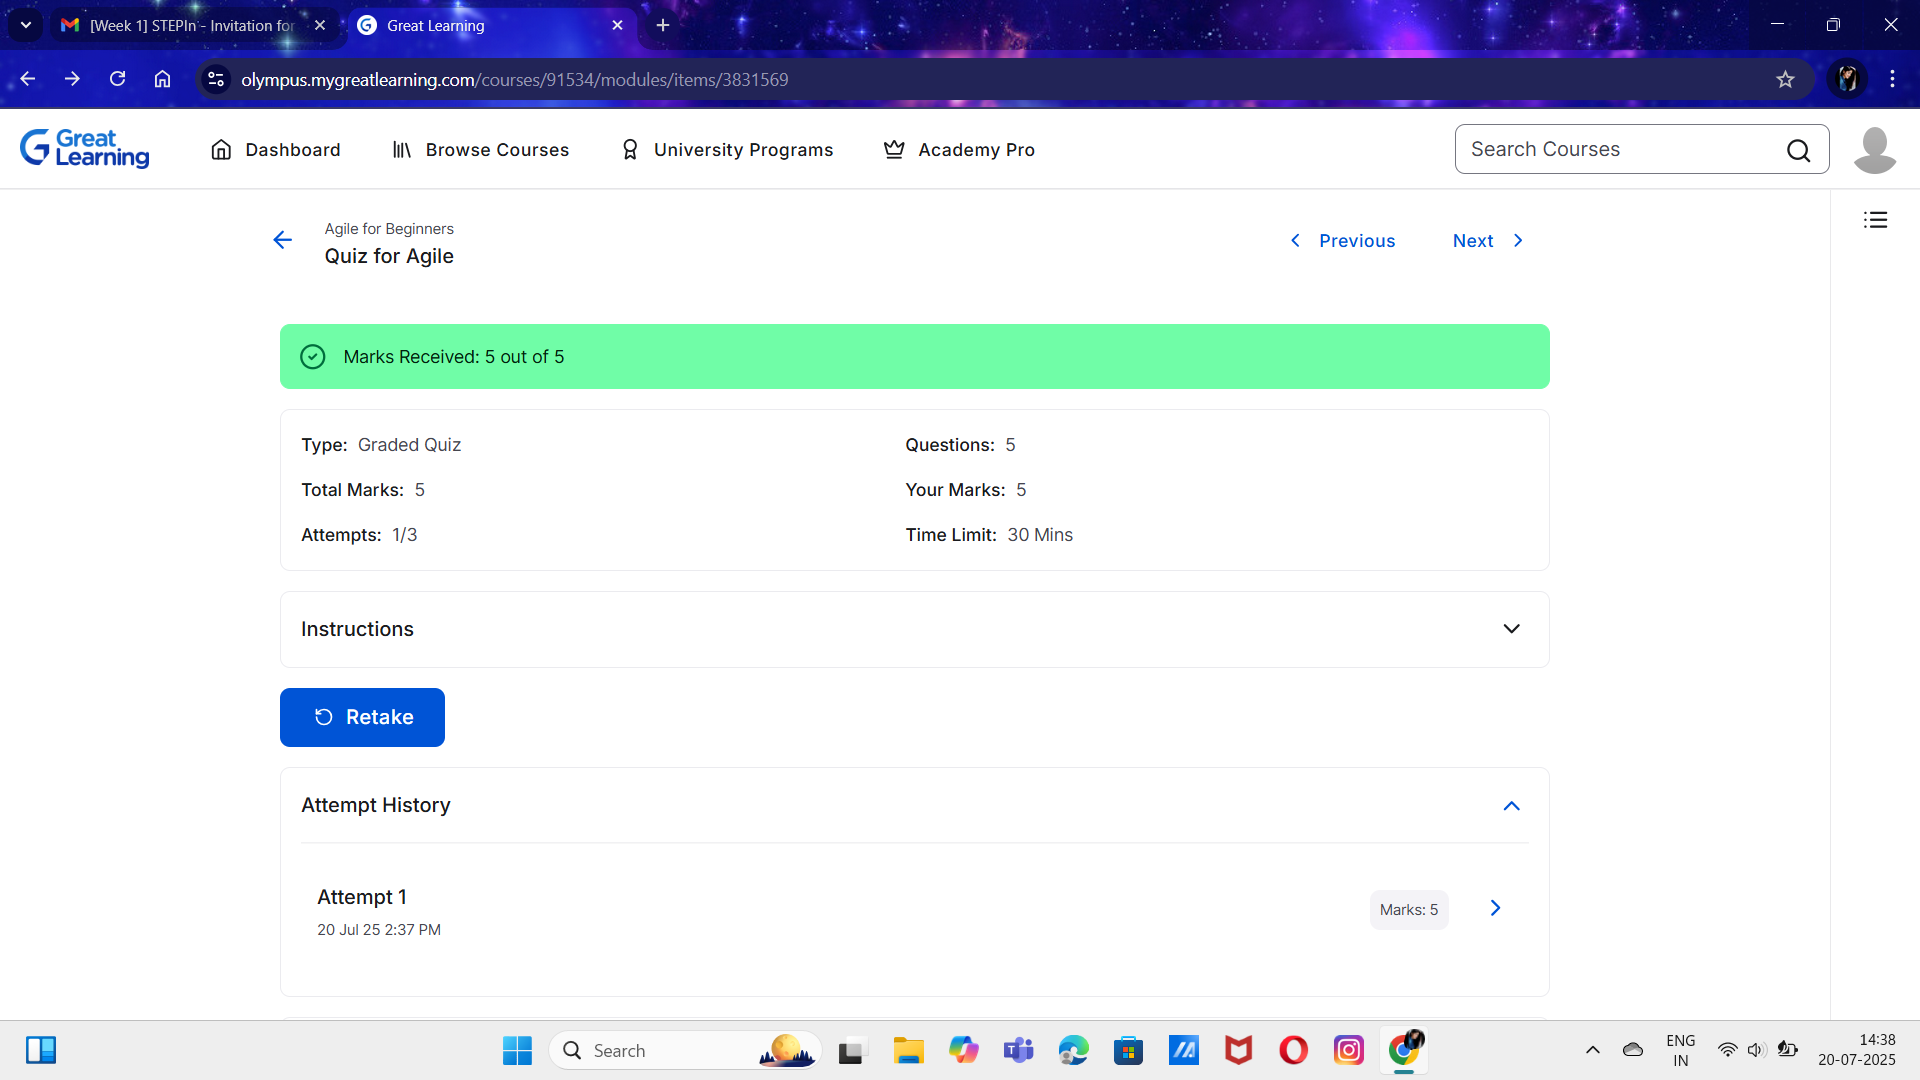 [Week 1] STEPIn - Invitation for
Great Learning
olympus.mygreatlearning.com/courses/91534/modules/items/3831569
Great Learning
Dashboard
Browse Courses
University Programs
Academy Pro
Search Courses
Agile for Beginners
Quiz for Agile
Previous
Next
Marks Received: 5 out of 5
Type: Graded Quiz
Questions: 5
Total Marks: 5
Your Marks: 5
Attempts: 1/3
Time Limit: 30 Mins
Instructions
Retake
Attempt History
Attempt 1
Marks: 5
20 Jul 25 2:37 PM
Search
ENG
IN
14:38
20-07-2025